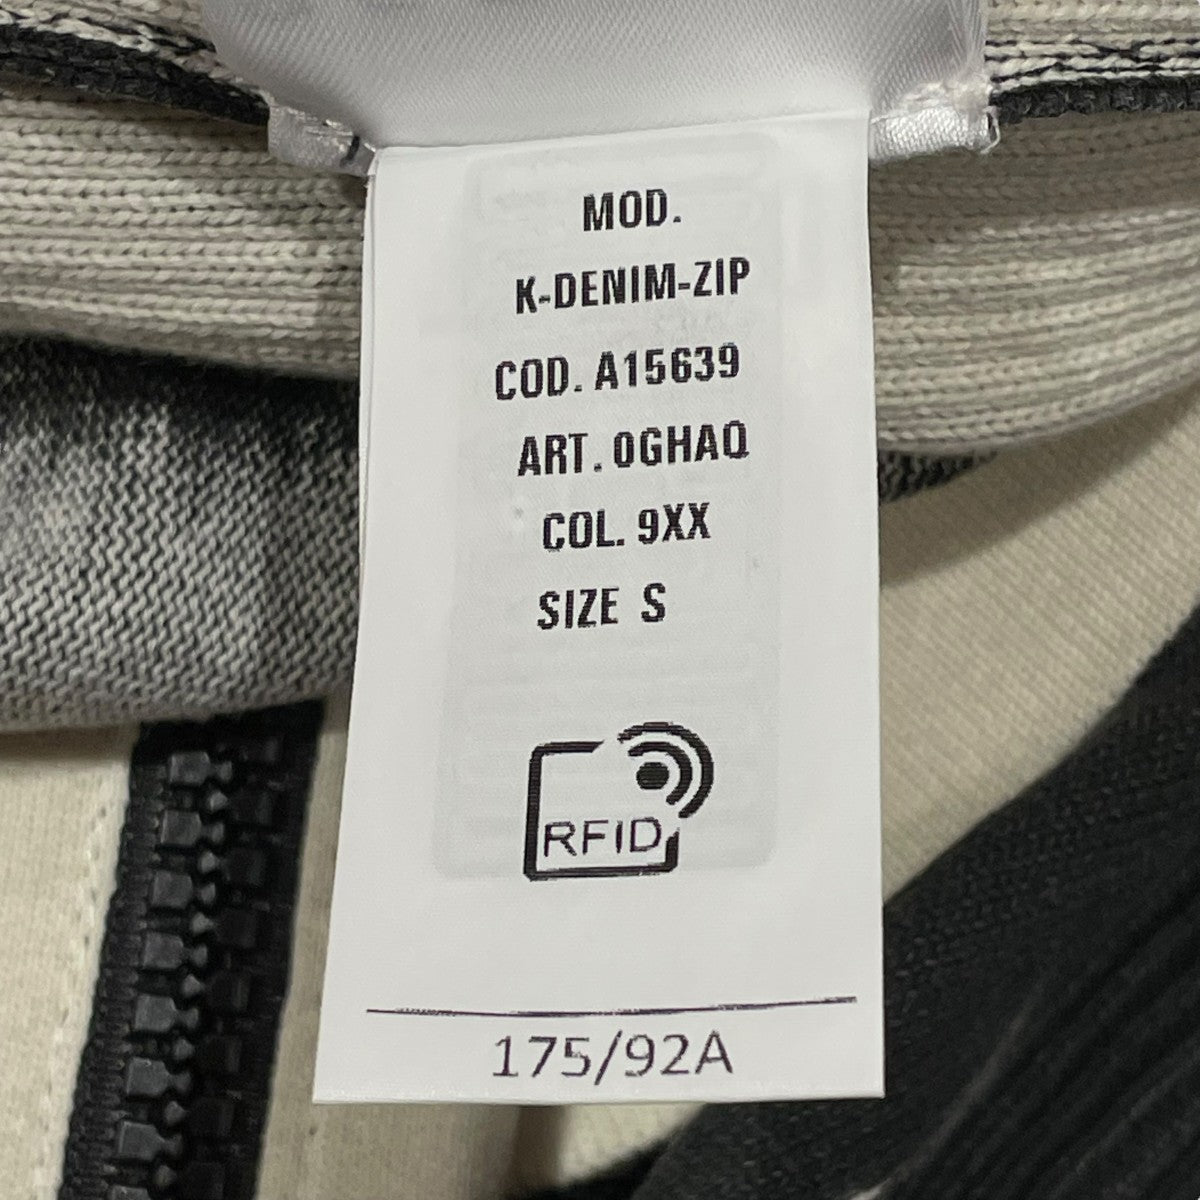 MOD.
K-DENIM-ZIP
COD. A15639
ART. 0GHAQ
COL. 9XX
SIZE S
RFID
175/92A